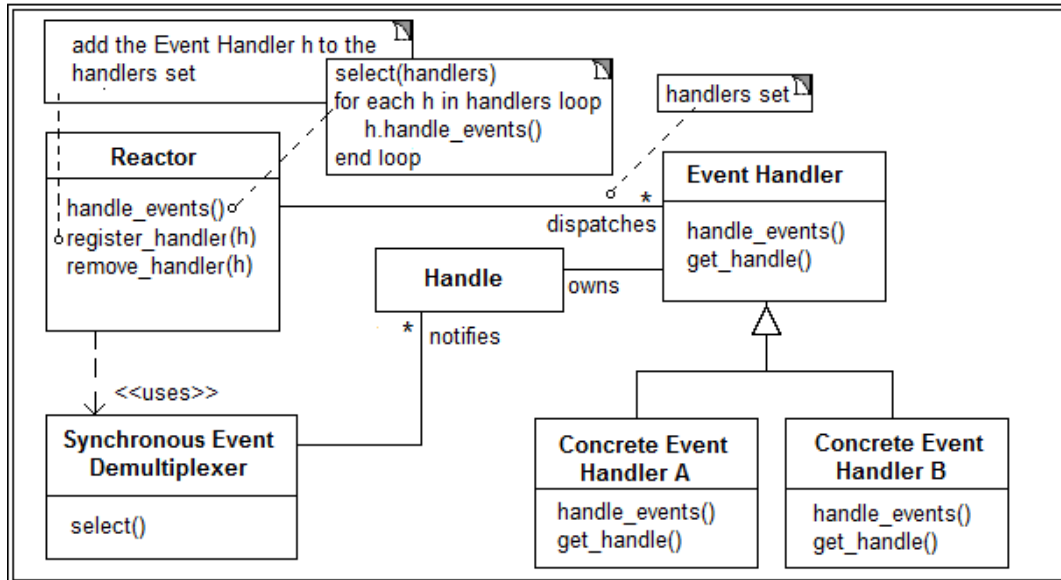 add the Event Handler h to the
handlers set
select(handlers)
for each h in handlers loop
h.handle_events()
end loop
handlers set
Reactor
handle_events()
register_handler(h)
remove_handler(h)
*
dispatches
Event Handler
handle_events()
get_handle()
Handle
owns
*
notifies
<<uses>>
Synchronous Event
Demultiplexer
select()
Concrete Event
Handler A
handle_events()
get_handle()
Concrete Event
Handler B
handle_events()
get_handle()